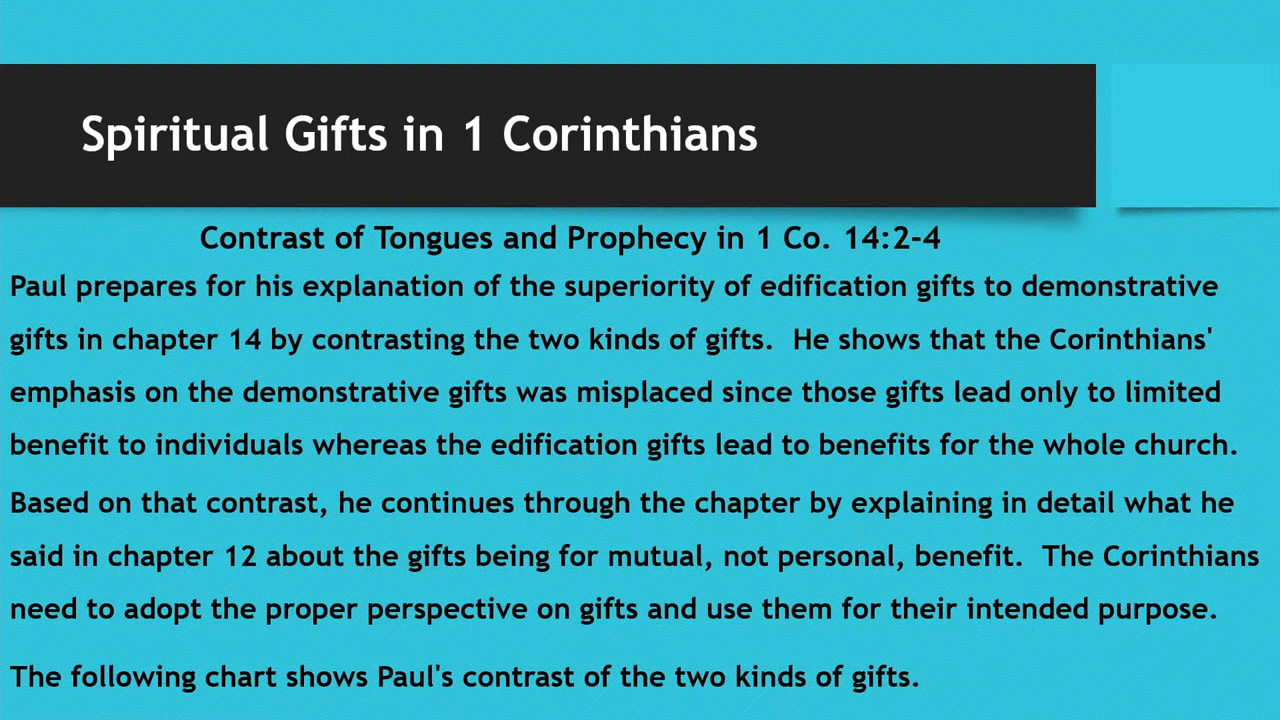 Spiritual Gifts in 1 Corinthians
Contrast of Tongues and Prophecy in 1 Co. 14:2-4
Paul prepares for his explanation of the superiority of edification gifts to demonstrative
gifts in chapter 14 by contrasting the two kinds of gifts.  He shows that the Corinthians'
emphasis on the demonstrative gifts was misplaced since those gifts lead only to limited
benefit to individuals whereas the edification gifts lead to benefits for the whole church.
Based on that contrast, he continues through the chapter by explaining in detail what he
said in chapter 12 about the gifts being for mutual, not personal, benefit.  The Corinthians
need to adopt the proper perspective on gifts and use them for their intended purpose.
The following chart shows Paul's contrast of the two kinds of gifts.